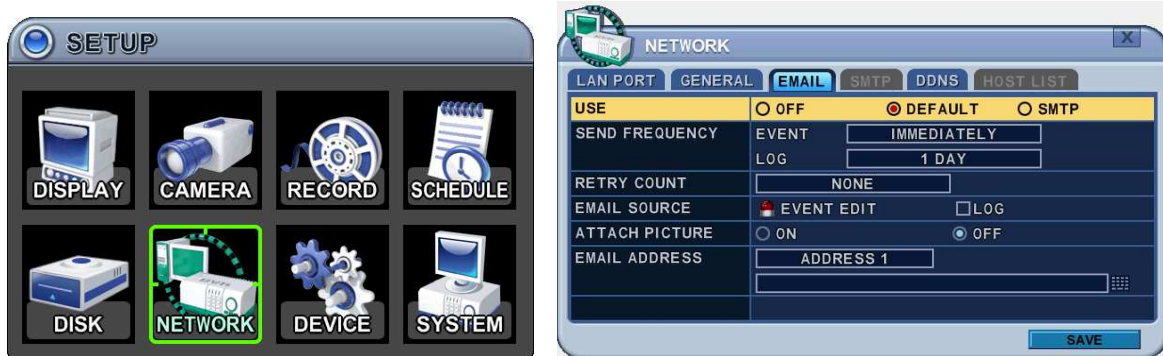 SETUP
DISPLAY CAMERA RECORD SCHEDULE
DISK NETWORK DEVICE SYSTEM
NETWORK X
LAN PORT GENERAL EMAIL SMTP DDNS HOST LIST
USE OFF DEFAULT SMTP
SEND FREQUENCY EVENT IMMEDIATELY
LOG 1 DAY
RETRY COUNT NONE
EMAIL SOURCE EVENT EDIT LOG
ATTACH PICTURE ON OFF
EMAIL ADDRESS ADDRESS 1
SAVE